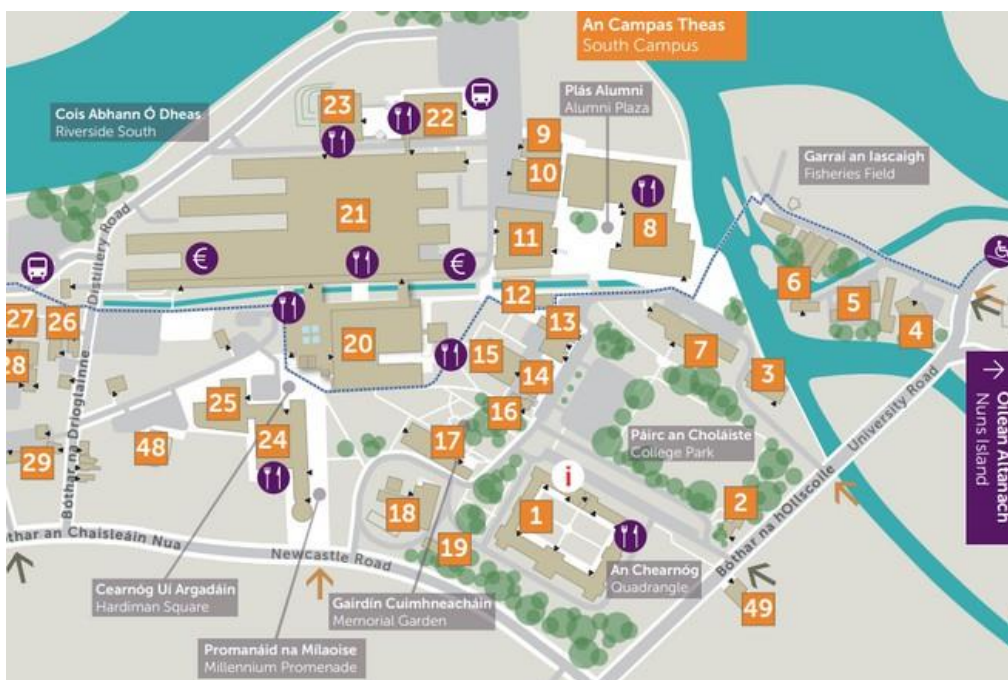 An Campas Theas
South Campus
Plás Alumni
Alumni Plaza
Cois Abhann Ó Dheas
Riverside South
Garraí an Iascaigh
Fisheries Field
23
22
9
10
21
8
11
€
€
6
5
4
12
13
27
26
28
20
15
14
7
3
16
25
24
17
48
29
18
19
1
i
2
49
Distillery Road
Bóthar na Drioglainne
Páirc an Choláiste
College Park
University Road
Bóthar na hOllscoile
Oileán Altanach
Nuns Island
thar an Chaisleáin Nua
Newcastle Road
An Chearnóg
Quadrangle
Cearnóg Uí Argadáin
Hardiman Square
Gairdín Cuimhneacháin
Memorial Garden
Promanáid na Mílaoise
Millennium Promenade